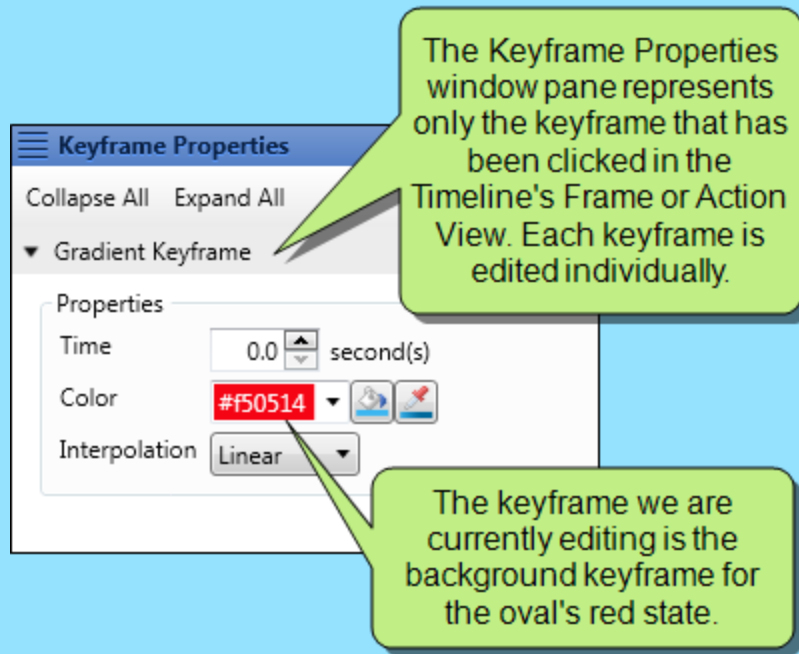 The Keyframe Properties
window pane represents
only the keyframe that has
been clicked in the
Timeline's Frame or Action
View. Each keyframe is
edited individually.
Keyframe Properties
Collapse All Expand All
Gradient Keyframe
Properties
Time 0.0 second(s)
Color #f50514
Interpolation Linear
The keyframe we are
currently editing is the
background keyframe for
the oval's red state.